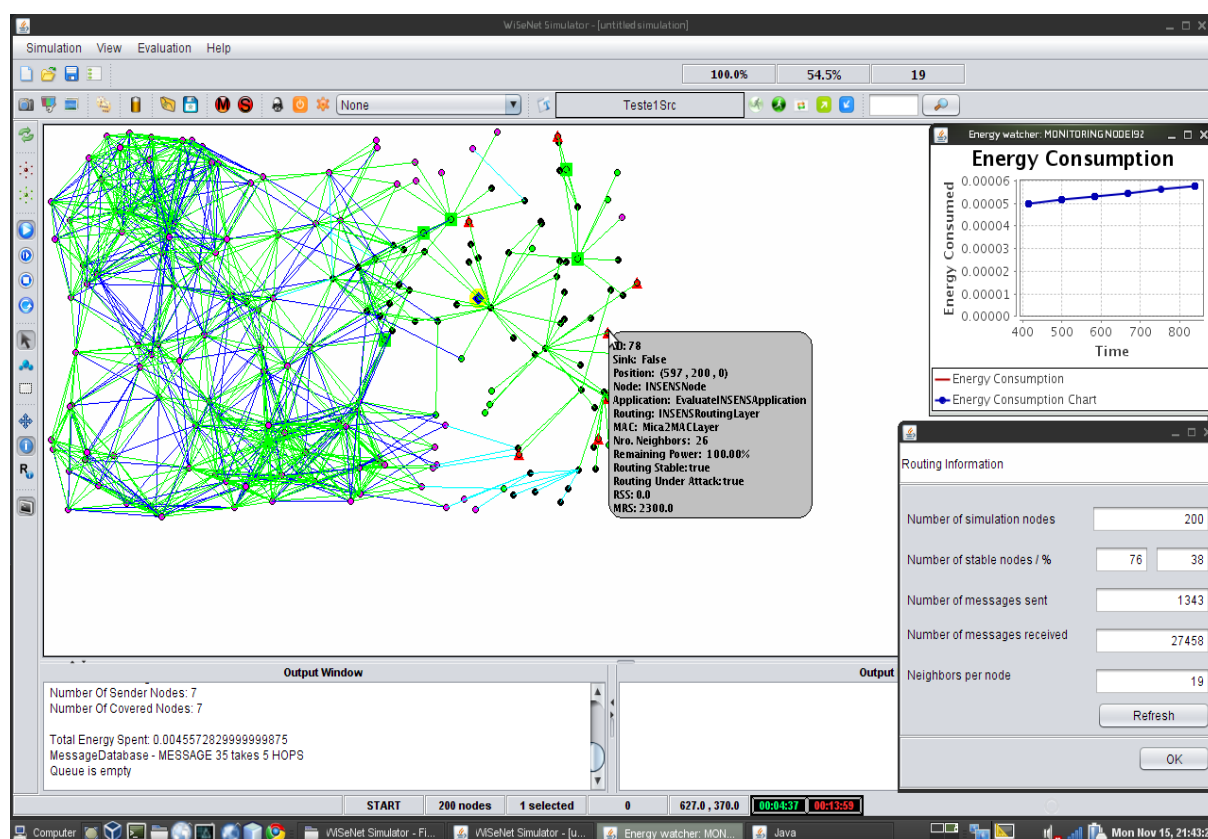 WiSeNet Simulator - [untitled simulation]
Simulation View Evaluation Help
100.0% 54.5% 19
None
Teste1Src
Energy watcher: MONITORING NODE192
Energy Consumption
Energy Consumed
0.00006
0.00005
0.00004
0.00003
0.00002
0.00001
0.00000
400 500 600 700 800
Time
Energy Consumption
Energy Consumption Chart
ID: 78
Sink: False
Position: (597 , 200 , 0)
Node: INSENSNode
Application: EvaluateINSENSApplication
Routing: INSENSRoutingLayer
MAC: Mica2MACLayer
Nro. Neighbors: 26
Remaining Power: 100.00%
Routing Stable:true
Routing Under Attack:true
RSS: 0.0
MRS: 2300.0
Routing Information
Number of simulation nodes 200
Number of stable nodes / % 76 38
Number of messages sent 1343
Number of messages received 27458
Neighbors per node 19
Refresh
OK
Output Window
Number Of Sender Nodes: 7
Number Of Covered Nodes: 7
Total Energy Spent: 0.0045572829999999875
MessageDatabase - MESSAGE 35 takes 5 HOPS
Queue is empty
Output
START 200 nodes 1 selected 0 627.0 , 370.0 00:04:37 00:13:59
Computer WiSeNet Simulator - Fi... WiSeNet Simulator - [u... Energy watcher: MON... Java Mon Nov 15, 21:43:2